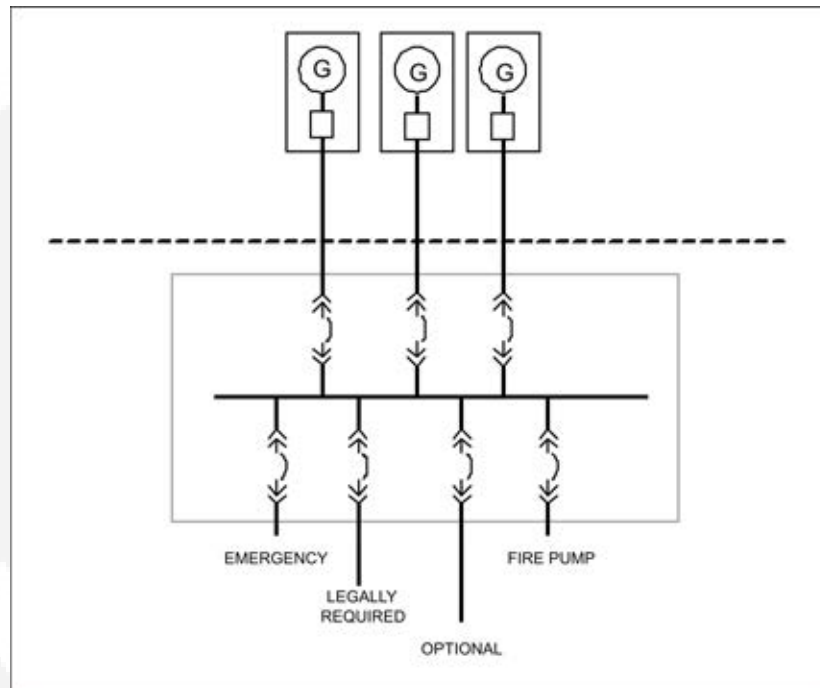 G G G
EMERGENCY
FIRE PUMP
LEGALLY
REQUIRED
OPTIONAL